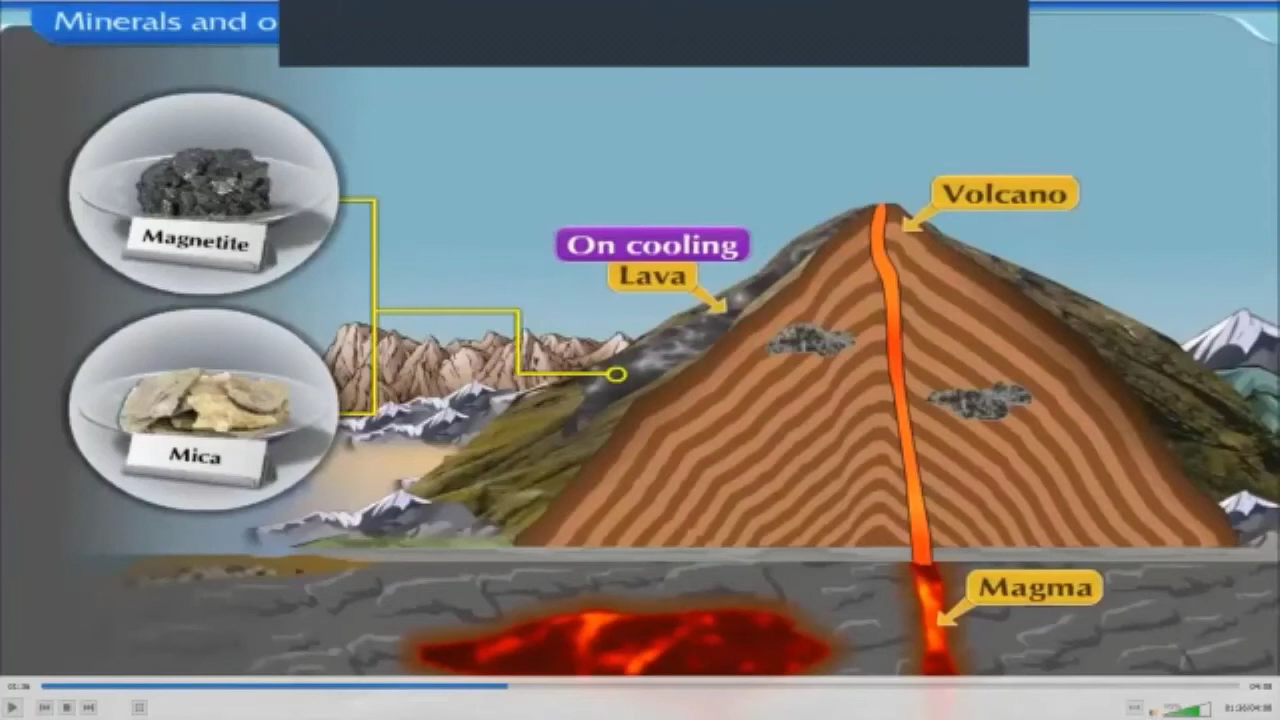 Minerals and o
Magnetite
Mica
On cooling
Lava
Volcano
Magma